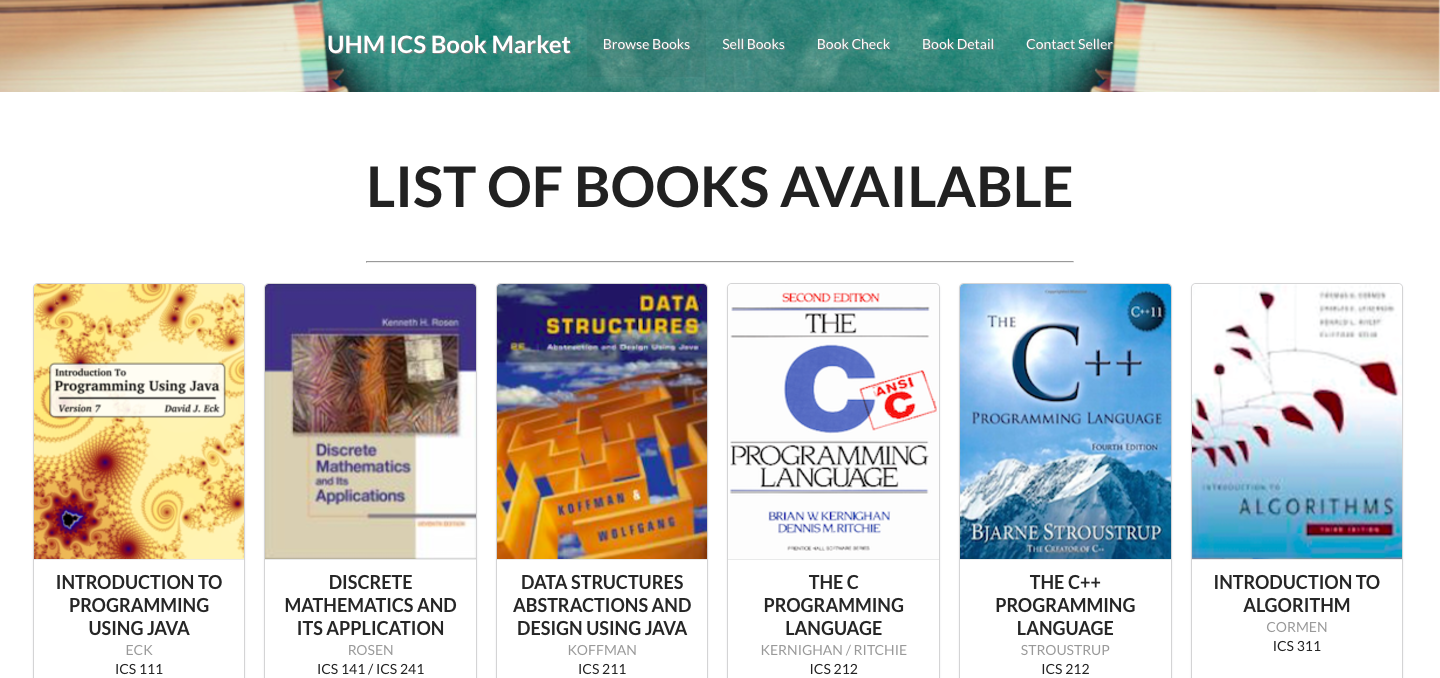 UHM ICS Book Market Browse Books Sell Books Book Check Book Detail Contact Seller
LIST OF BOOKS AVAILABLE
Introduction To
Programming Using Java
Version 7 David J. Eck
INTRODUCTION TO
PROGRAMMING
USING JAVA
ECK
ICS 111
Kenneth H. Rosen
Discrete
Mathematics
and Its
Applications
SEVENTH EDITION
DISCRETE
MATHEMATICS AND
ITS APPLICATION
ROSEN
ICS 141 / ICS 241
DATA
STRUCTURES
2E Abstraction and Design Using Java
KOFFMAN &
WOLFGANG
DATA STRUCTURES
ABSTRACTIONS AND
DESIGN USING JAVA
KOFFMAN
ICS 211
SECOND EDITION
THE
C
ANSI
C
PROGRAMMING
LANGUAGE
BRIAN W. KERNIGHAN
DENNIS M. RITCHIE
PRENTICE HALL SOFTWARE SERIES
THE C
PROGRAMMING
LANGUAGE
KERNIGHAN / RITCHIE
ICS 212
C++11
THE
C++
PROGRAMMING LANGUAGE
FOURTH EDITION
BJARNE STROUSTRUP
THE CREATOR OF C++
THE C++
PROGRAMMING
LANGUAGE
STROUSTRUP
ICS 212
THOMAS H. CORMEN
CHARLES E. LEISERSON
RONALD L. RIVEST
CLIFFORD STEIN
INTRODUCTION TO
ALGORITHMS
THIRD EDITION
INTRODUCTION TO
ALGORITHM
CORMEN
ICS 311